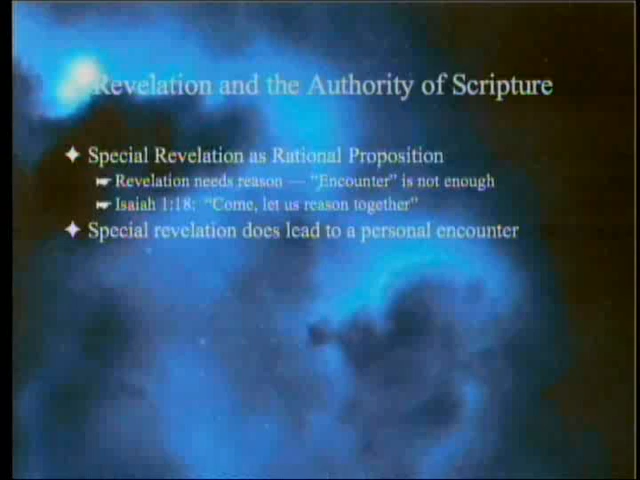 Revelation and the Authority of Scripture
Special Revelation as Rational Proposition
Revelation needs reason — “Encounter” is not enough
Isaiah 1:18: “Come, let us reason together”
Special revelation does lead to a personal encounter